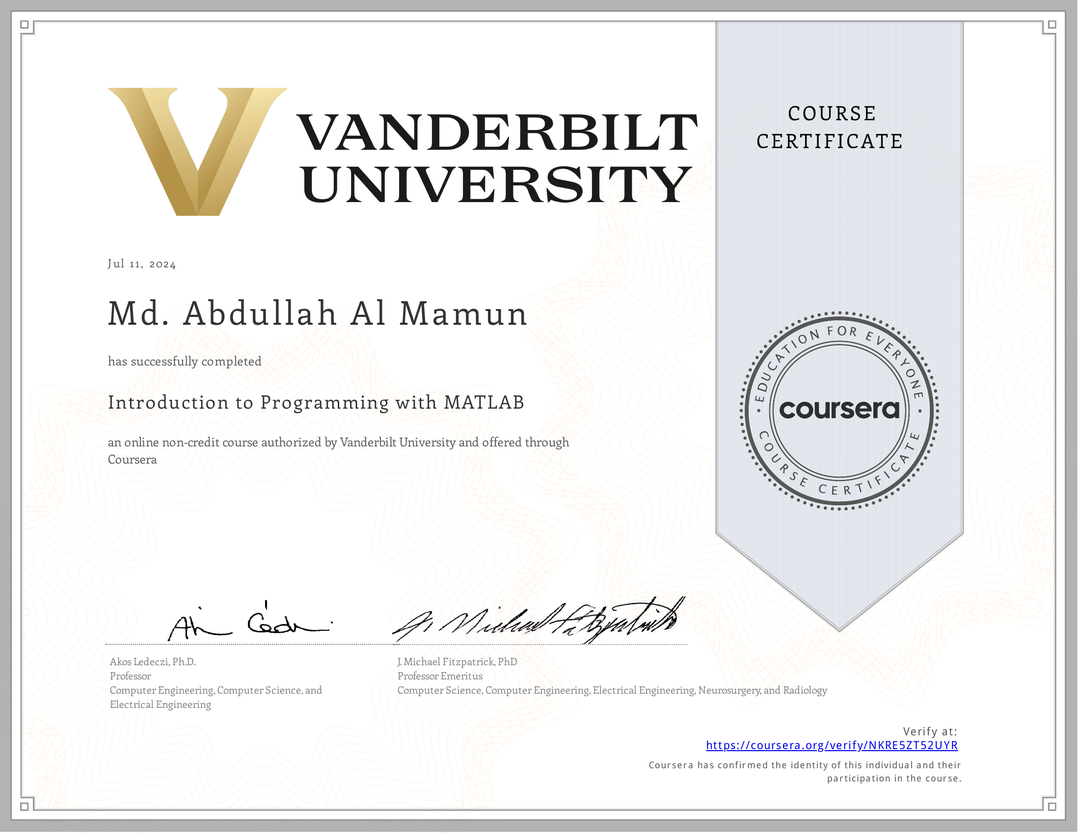 VANDERBILT
UNIVERSITY
COURSE
CERTIFICATE
Jul 11, 2024
Md. Abdullah Al Mamun
has successfully completed
Introduction to Programming with MATLAB
an online non-credit course authorized by Vanderbilt University and offered through
Coursera
EDUCATION FOR EVERYONE
coursera
COURSE CERTIFICATE
Akos Ledeczi, Ph.D.
Professor
Computer Engineering, Computer Science, and
Electrical Engineering
J. Michael Fitzpatrick, PhD
Professor Emeritus
Computer Science, Computer Engineering, Electrical Engineering, Neurosurgery, and Radiology
Verify at:
https://coursera.org/verify/NKRE5ZT52UYR
Coursera has confirmed the identity of this individual and their
participation in the course.